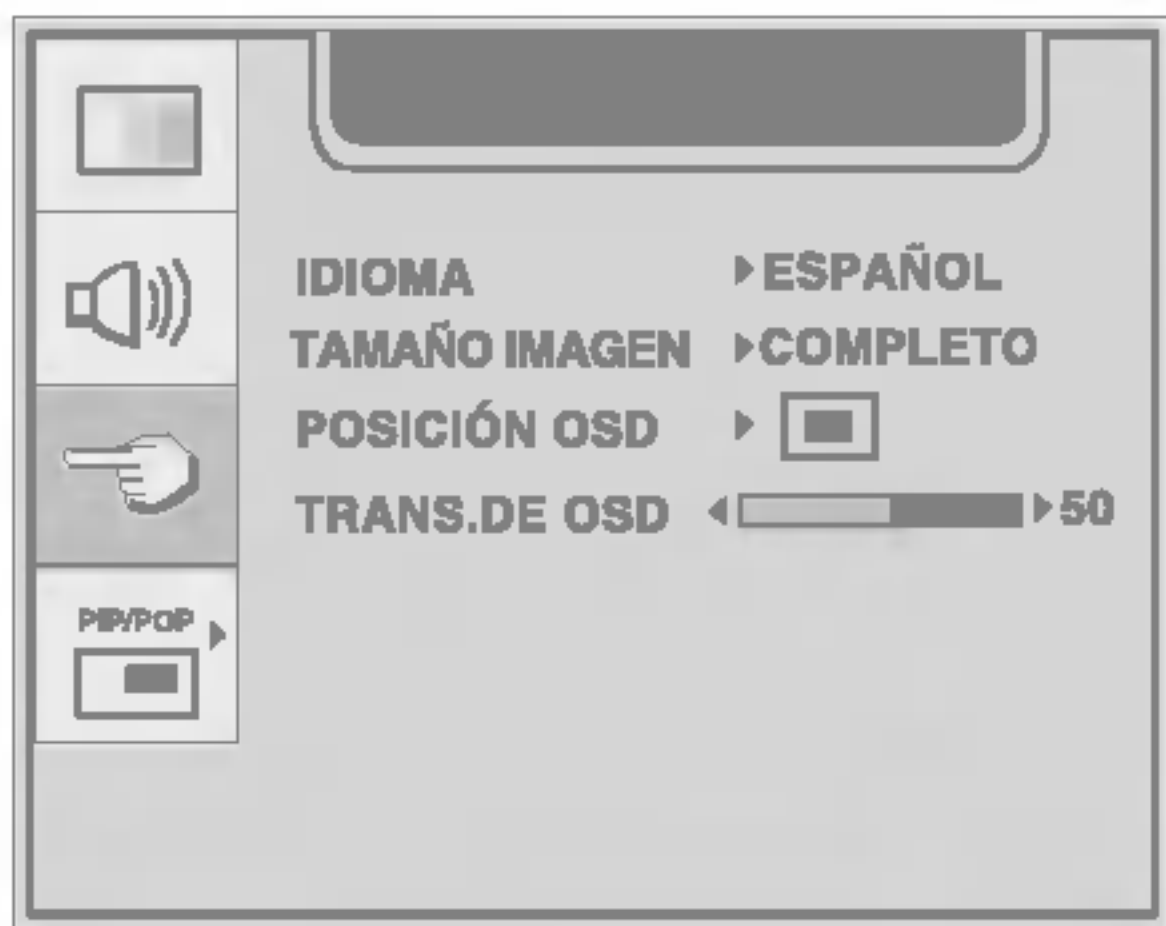 IDIOMA ▶ESPAÑOL
TAMAÑO IMAGEN ▶COMPLETO
POSICIÓN OSD ▶
TRANS.DE OSD ◀ ▶50
PIP/POP ▶